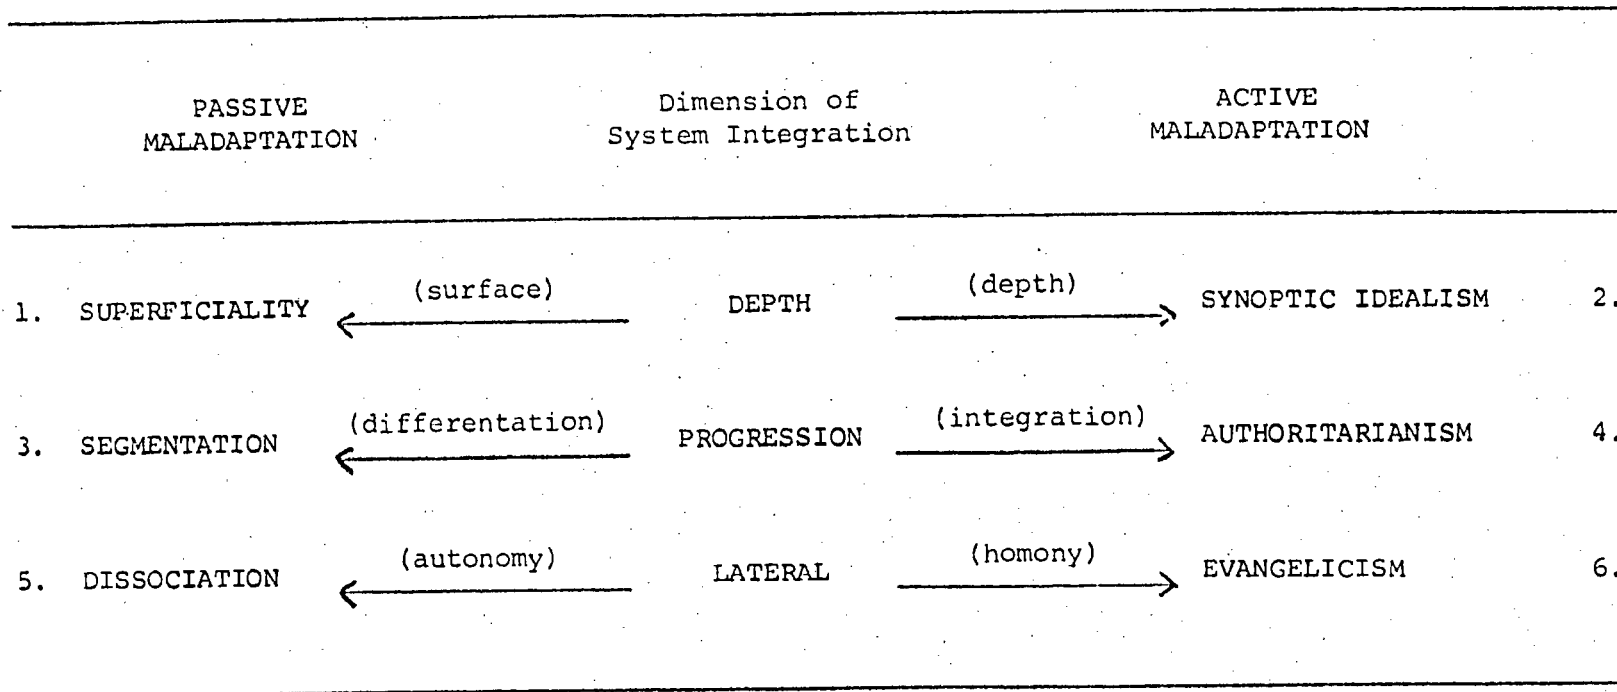 PASSIVE Dimension of ACTIVE
MALADAPTATION System Integration MALADAPTATION
1. SUPERFICIALITY (surface) DEPTH (depth) SYNOPTIC IDEALISM 2.
3. SEGMENTATION (differentation) PROGRESSION (integration) AUTHORITARIANISM 4.
5. DISSOCIATION (autonomy) LATERAL (homony) EVANGELICISM 6.